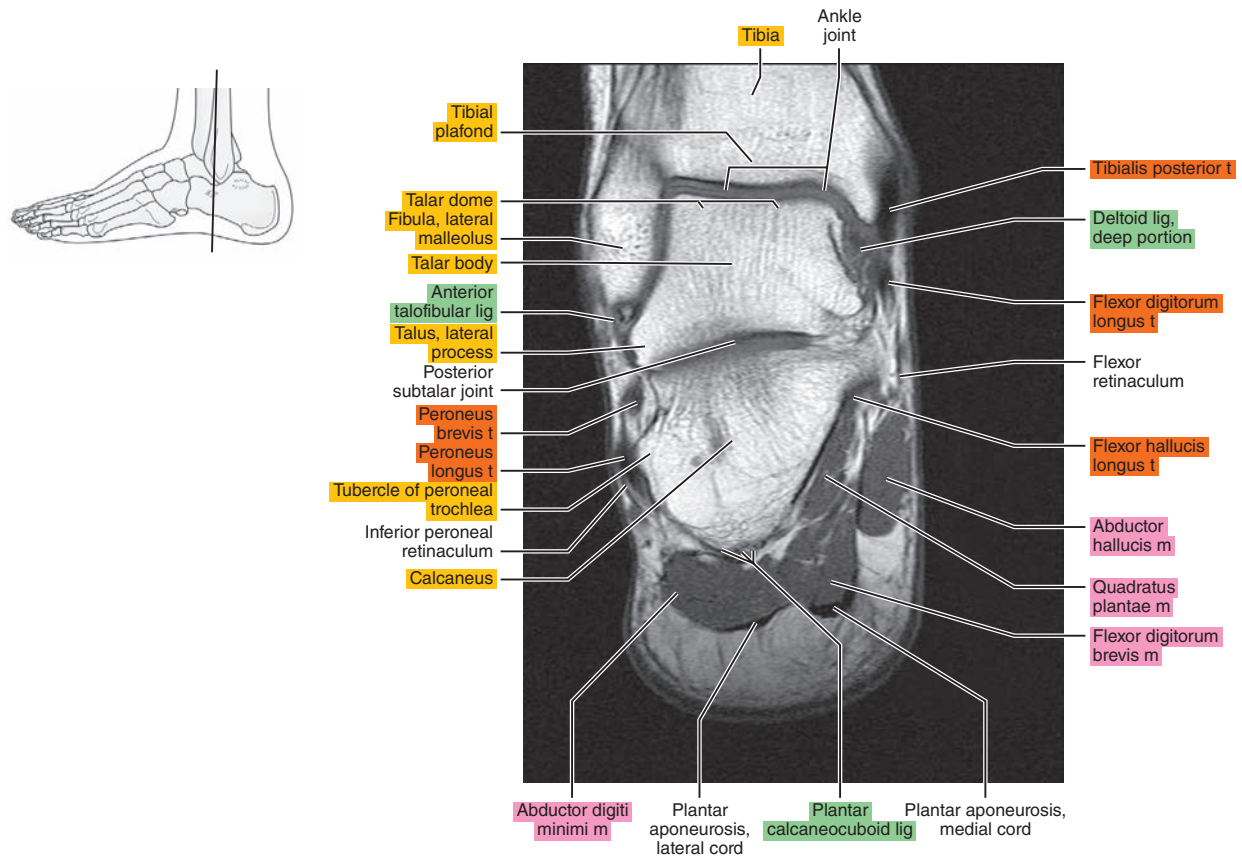 Tibia
Ankle
joint
Tibial
plafond
Talar dome
Fibula, lateral
malleolus
Talar body
Anterior
talofibular lig
Talus, lateral
process
Posterior
subtalar joint
Peroneus
brevis t
Peroneus
longus t
Tubercle of peroneal
trochlea
Inferior peroneal
retinaculum
Calcaneus
Tibialis posterior t
Deltoid lig,
deep portion
Flexor digitorum
longus t
Flexor
retinaculum
Flexor hallucis
longus t
Abductor
hallucis m
Quadratus
plantae m
Flexor digitorum
brevis m
Abductor digiti
minimi m
Plantar
aponeurosis,
lateral cord
Plantar
calcaneocuboid lig
Plantar aponeurosis,
medial cord